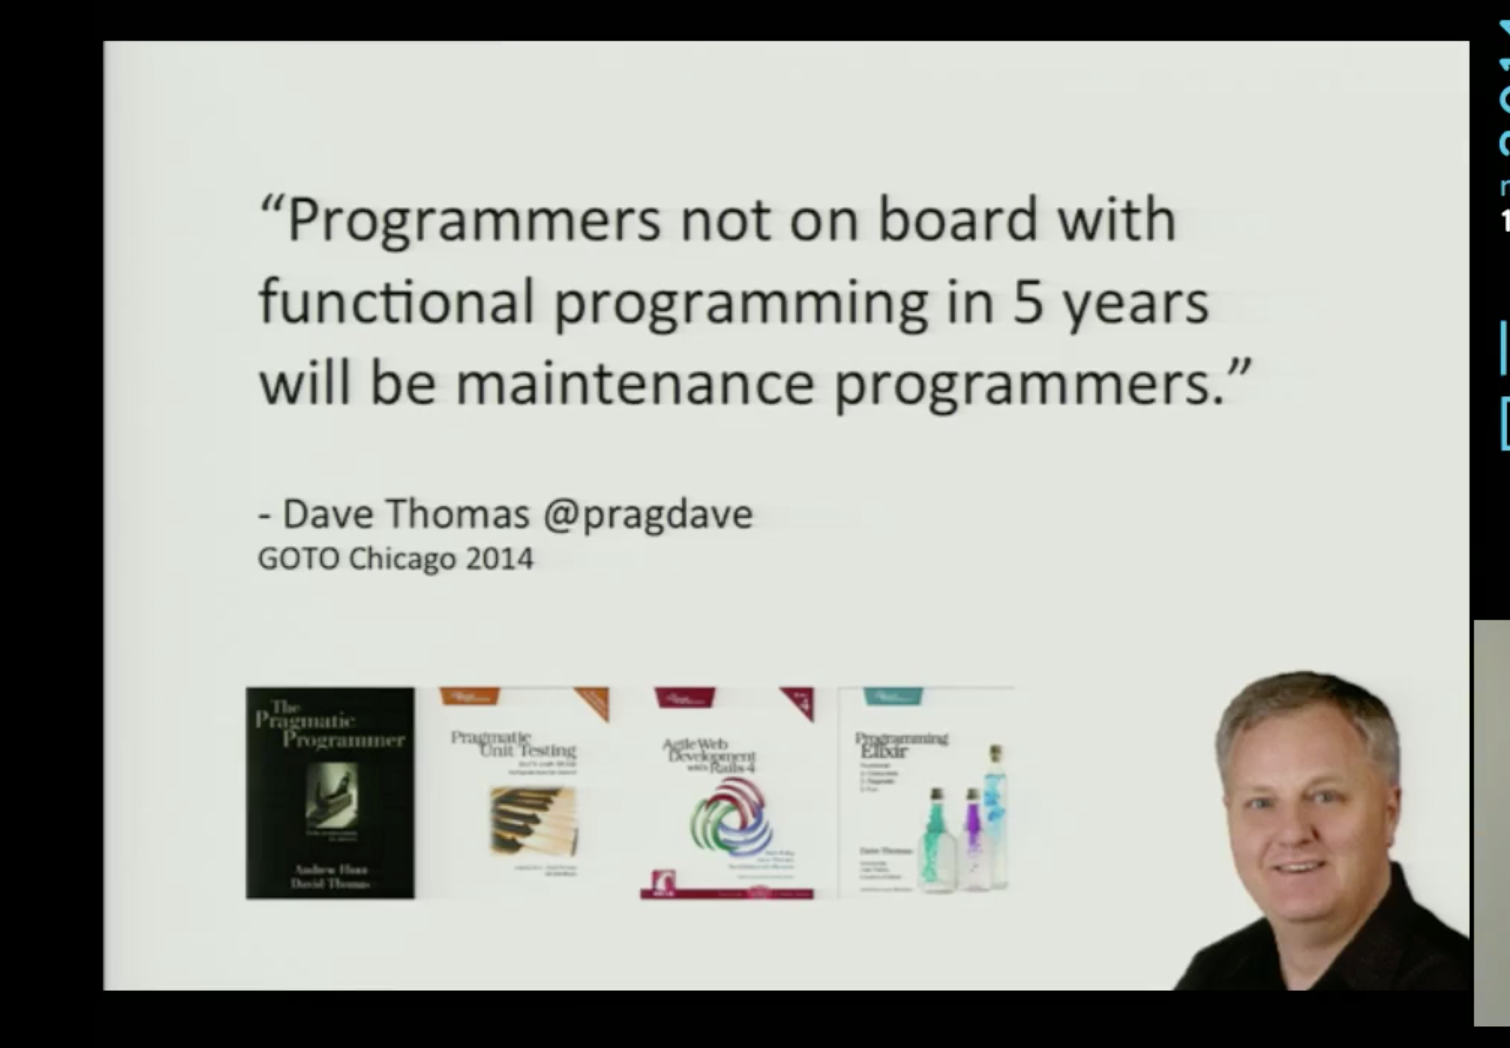 “Programmers not on board with
functional programming in 5 years
will be maintenance programmers.”
- Dave Thomas @pragdave
GOTO Chicago 2014
The
Pragmatic
Programmer
Andrew Hunt
David Thomas
Pragmatic
Unit Testing
Agile Web
Development
with Rails 4
4
Programming
Elixir
Dave Thomas